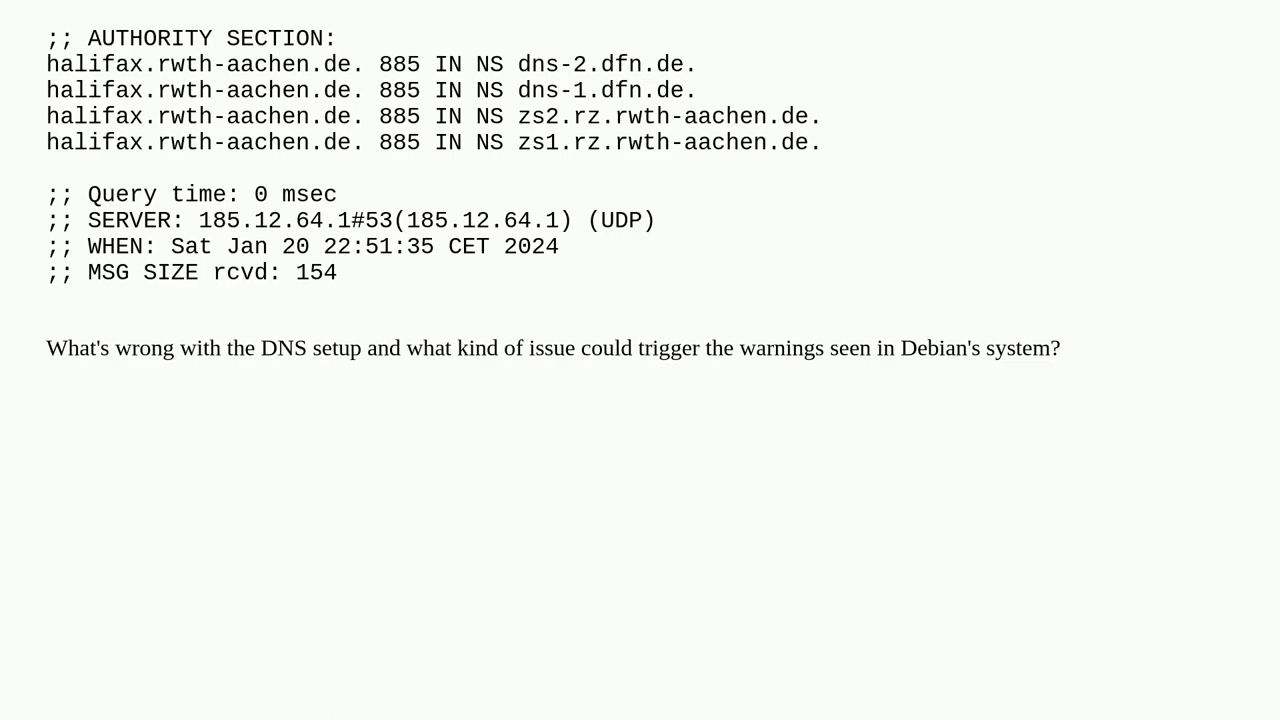 ;; AUTHORITY SECTION:
halifax.rwth-aachen.de. 885 IN NS dns-2.dfn.de.
halifax.rwth-aachen.de. 885 IN NS dns-1.dfn.de.
halifax.rwth-aachen.de. 885 IN NS zs2.rz.rwth-aachen.de.
halifax.rwth-aachen.de. 885 IN NS zs1.rz.rwth-aachen.de.
;; Query time: 0 msec
;; SERVER: 185.12.64.1#53(185.12.64.1) (UDP)
;; WHEN: Sat Jan 20 22:51:35 CET 2024
;; MSG SIZE rcvd: 154
What's wrong with the DNS setup and what kind of issue could trigger the warnings seen in Debian's system?